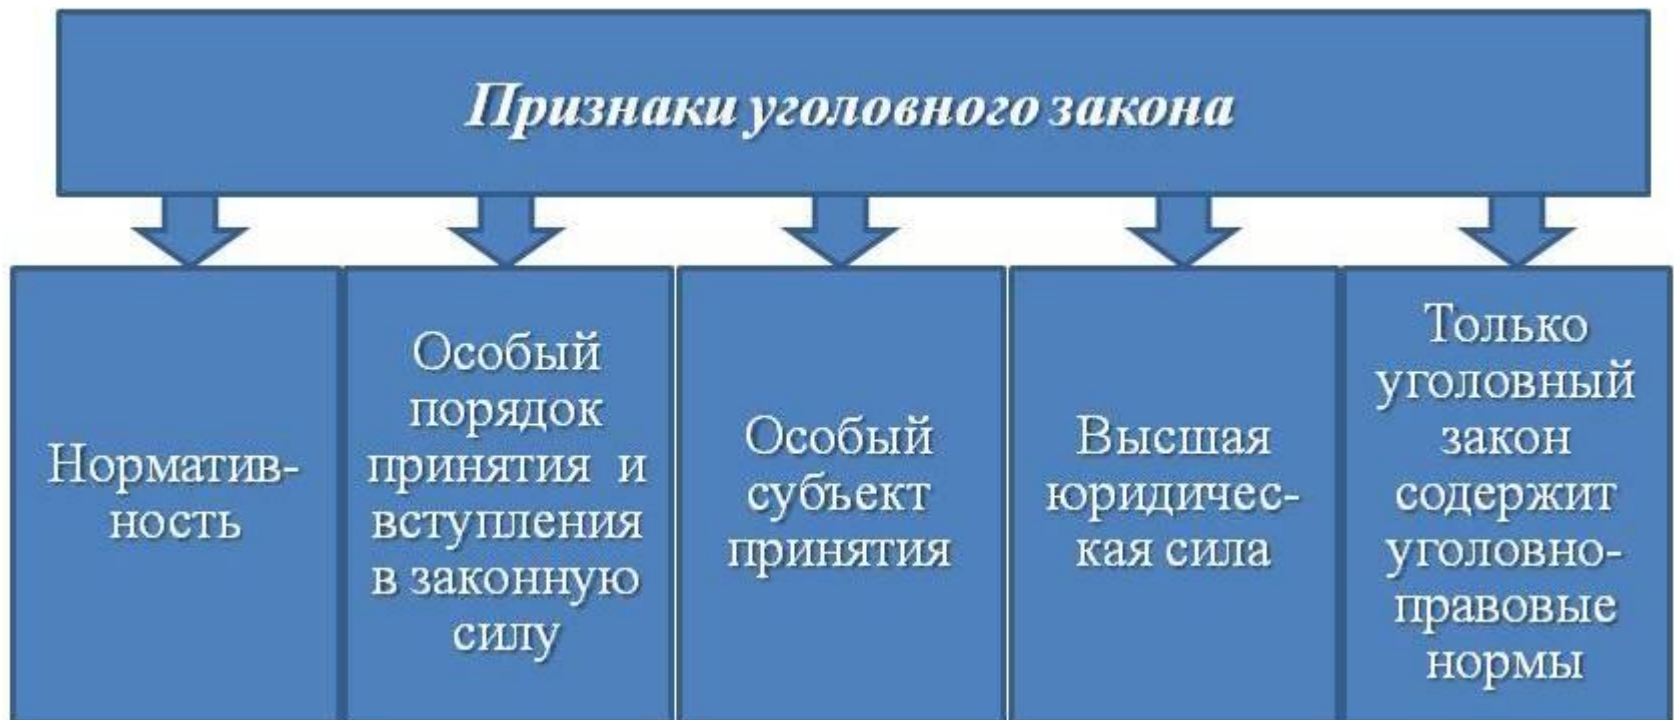 Признаки уголовного закона
Норматив-
ность
Особый
порядок
принятия и
вступления
в законную
силу
Особый
субъект
принятия
Высшая
юридичес-
кая сила
Только
уголовный
закон
содержит
уголовно-
правовые
нормы